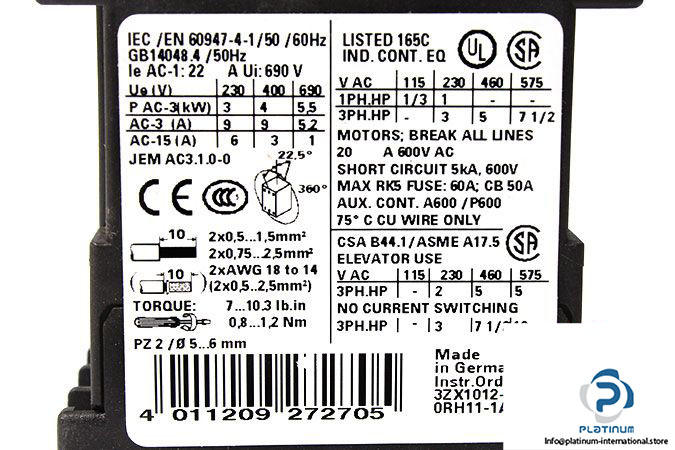 IEC /EN 60947-4-1/50 /60Hz
GB14048.4 /50Hz
Ie AC-1: 22 A Ui: 690 V
Ue (V) 230 400 690
P AC-3(kW) 3 4 5,5
AC-3 (A) 9 9 5,2
AC-15 (A) 6 3 1
JEM AC3.1.0-0
22.5°
360°
CE CCC
10
2x0,5...1,5mm²
2x0,75...2,5mm²
2xAWG 18 to 14
10
(2x0,5...2,5mm²)
TORQUE: 7...10.3 lb.in
0,8...1,2 Nm
PZ 2 / Ø 5...6 mm
4 011209 272705
LISTED 165C
IND. CONT. EQ
UL SA
V AC 115 230 460 575
1PH.HP 1/3 1 - -
3PH.HP - 3 5 7 1/2
MOTORS; BREAK ALL LINES
20 A 600V AC
SHORT CIRCUIT 5kA, 600V
MAX RK5 FUSE: 60A; CB 50A
AUX. CONT. A600 /P600
75° C CU WIRE ONLY
CSA B44.1/ASME A17.5
SA
ELEVATOR USE
V AC 115 230 460 575
3PH.HP - 2 5 5
NO CURRENT SWITCHING
3PH.HP - 3 7 1/2
Made
in Germa
Instr.Ord
3ZX1012-
0RH11-1A
PLATINUM
info@platinum-international.store